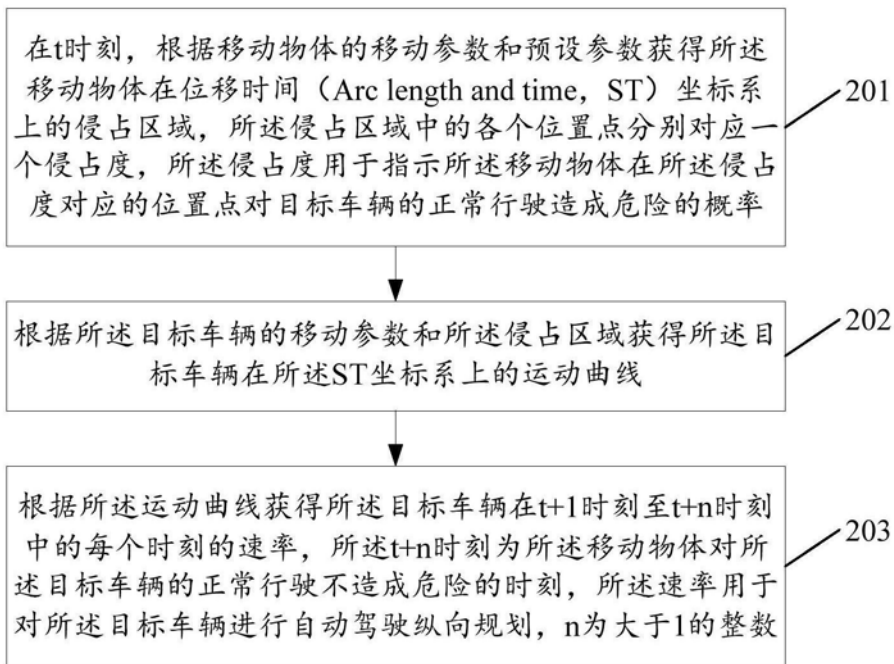 在t时刻，根据移动物体的移动参数和预设参数获得所述
移动物体在位移时间（Arc length and time，ST）坐标系
上的侵占区域，所述侵占区域中的各个位置点分别对应一
个侵占度，所述侵占度用于指示所述移动物体在所述侵占
度对应的位置点对目标车辆的正常行驶造成危险的概率
201
根据所述目标车辆的移动参数和所述侵占区域获得所述目
标车辆在所述ST坐标系上的运动曲线
202
根据所述运动曲线获得所述目标车辆在t+1时刻至t+n时刻
中的每个时刻的速率，所述t+n时刻为所述移动物体对所
述目标车辆的正常行驶不造成危险的时刻，所述速率用于
对所述目标车辆进行自动驾驶纵向规划，n为大于1的整数
203